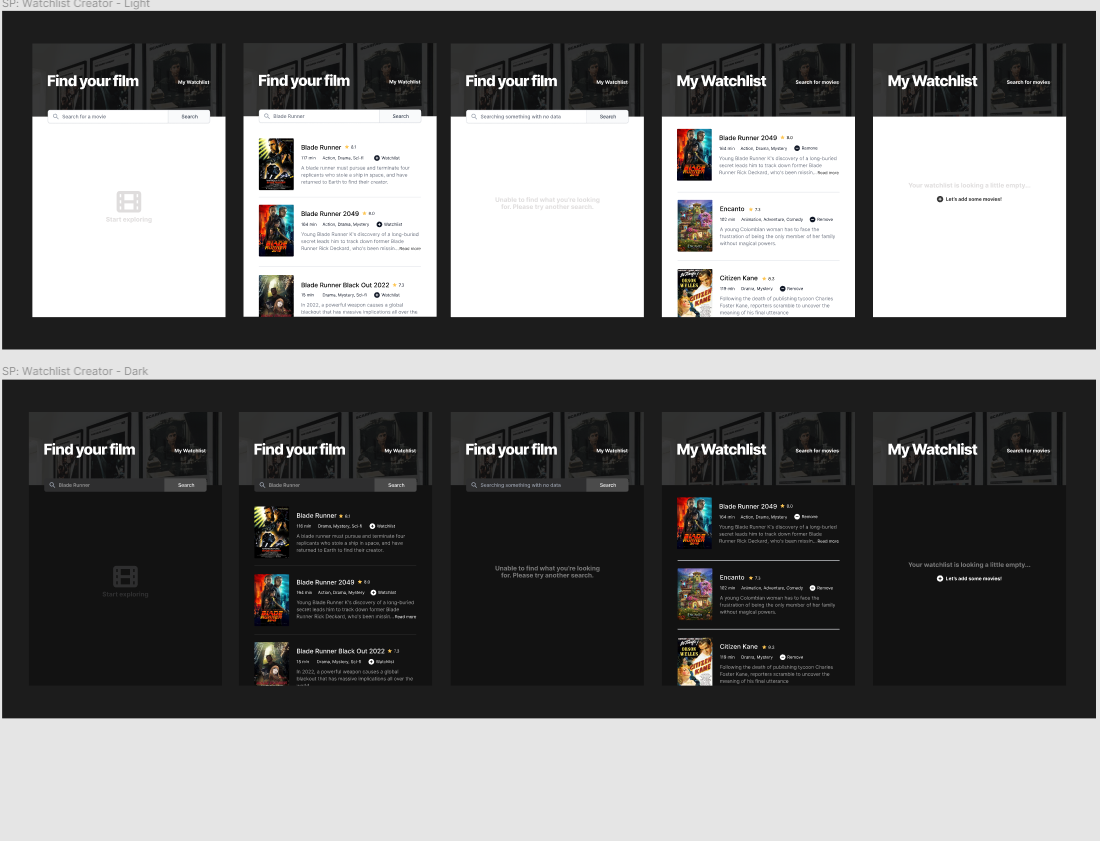 SP: Watchlist Creator - Light
Find your film
My Watchlist
Search for a movie
Search
Start exploring
Find your film
My Watchlist
Blade Runner
Search
Blade Runner 8.1
117 min Action, Drama, Sci-fi Watchlist
A blade runner must pursue and terminate four
replicants who stole a ship in space, and have
returned to Earth to find their creator.
Blade Runner 2049 8.0
164 min Action, Drama, Mystery Watchlist
Young Blade Runner K's discovery of a long-buried
secret leads him to track down former Blade
Runner Rick Deckard, who's been missin... Read more
Blade Runner Black Out 2022 7.3
15 min Drama, Mystery, Sci-fi Watchlist
In 2022, a powerful weapon causes a global
blackout that has massive implications all over the
Find your film
My Watchlist
Searching something with no data
Search
Unable to find what you're looking
for. Please try another search.
My Watchlist
Search for movies
Blade Runner 2049 8.0
164 min Action, Drama, Mystery Remove
Young Blade Runner K's discovery of a long-buried
secret leads him to track down former Blade
Runner Rick Deckard, who's been missin... Read more
Encanto 7.3
102 min Animation, Adventure, Comedy Remove
A young Colombian woman has to face the
frustration of being the only member of her family
without magical powers.
Citizen Kane 8.3
119 min Drama, Mystery Remove
Following the death of publishing tycoon Charles
Foster Kane, reporters scramble to uncover the
meaning of his final utterance
My Watchlist
Search for movies
Your watchlist is looking a little empty...
Let's add some movies!
SP: Watchlist Creator - Dark
Find your film
My Watchlist
Blade Runner
Search
Start exploring
Find your film
My Watchlist
Blade Runner
Search
Blade Runner 8.1
118 min Drama, Mystery, Sci-fi Watchlist
A blade runner must pursue and terminate four
replicants who stole a ship in space, and have
returned to Earth to find their creator.
Blade Runner 2049 8.0
164 min Action, Drama, Mystery Watchlist
Young Blade Runner K's discovery of a long-buried
secret leads him to track down former Blade
Runner Rick Deckard, who's been missin... Read more
Blade Runner Black Out 2022 7.3
15 min Drama, Mystery, Sci-fi Watchlist
In 2022, a powerful weapon causes a global
blackout that has massive implications all over the
Find your film
My Watchlist
Searching something with no data
Search
Unable to find what you're looking
for. Please try another search.
My Watchlist
Search for movies
Blade Runner 2049 8.0
164 min Action, Drama, Mystery Remove
Young Blade Runner K's discovery of a long-buried
secret leads him to track down former Blade
Runner Rick Deckard, who's been missin... Read more
Encanto 7.3
102 min Animation, Adventure, Comedy Remove
A young Colombian woman has to face the
frustration of being the only member of her family
without magical powers.
Citizen Kane 8.3
119 min Drama, Mystery Remove
Following the death of publishing tycoon Charles
Foster Kane, reporters scramble to uncover the
meaning of his final utterance
My Watchlist
Search for movies
Your watchlist is looking a little empty...
Let's add some movies!